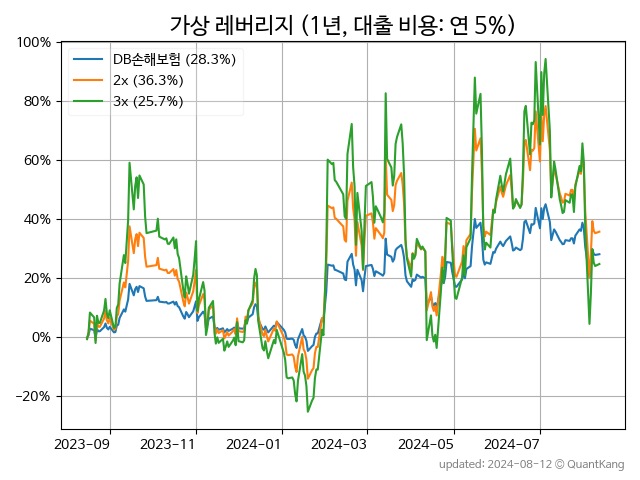 가상 레버리지 (1년, 대출 비용: 연 5%)
DB손해보험 (28.3%)
2x (36.3%)
3x (25.7%)
100%
80%
60%
40%
20%
0%
−20%
2023-09
2023-11
2024-01
2024-03
2024-05
2024-07
updated: 2024-08-12 © QuantKang